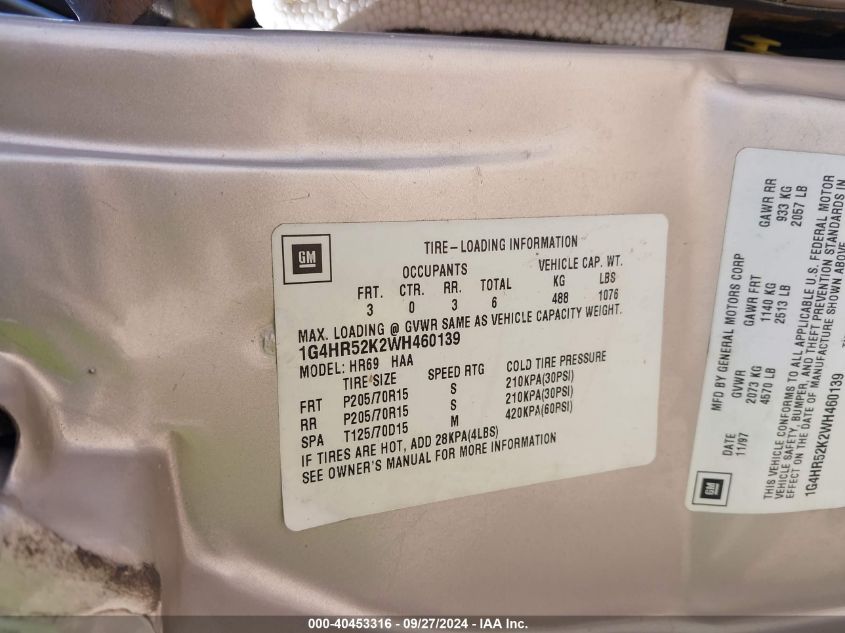 GM
TIRE-LOADING INFORMATION
OCCUPANTS VEHICLE CAP. WT.
FRT. CTR. RR. TOTAL KG LBS
3 0 3 6 488 1076
MAX. LOADING @ GVWR SAME AS VEHICLE CAPACITY WEIGHT.
1G4HR52K2WH460139
MODEL: HR69 HAA
TIRE SIZE SPEED RTG COLD TIRE PRESSURE
FRT P205/70R15 S 210KPA(30PSI)
RR P205/70R15 S 210KPA(30PSI)
SPA T125/70D15 M 420KPA(60PSI)
IF TIRES ARE HOT, ADD 28KPA(4LBS)
SEE OWNER'S MANUAL FOR MORE INFORMATION
GM
MFD BY GENERAL MOTORS CORP
DATE GVWR GAWR FRT GAWR RR
11/97 2073 KG 1140 KG 933 KG
4570 LB 2513 LB 2057 LB
THIS VEHICLE CONFORMS TO ALL APPLICABLE U.S. FEDERAL MOTOR
VEHICLE SAFETY, BUMPER, AND THEFT PREVENTION STANDARDS IN
EFFECT ON THE DATE OF MANUFACTURE SHOWN ABOVE
1G4HR52K2WH460139
000-40453316 - 09/27/2024 - IAA Inc.